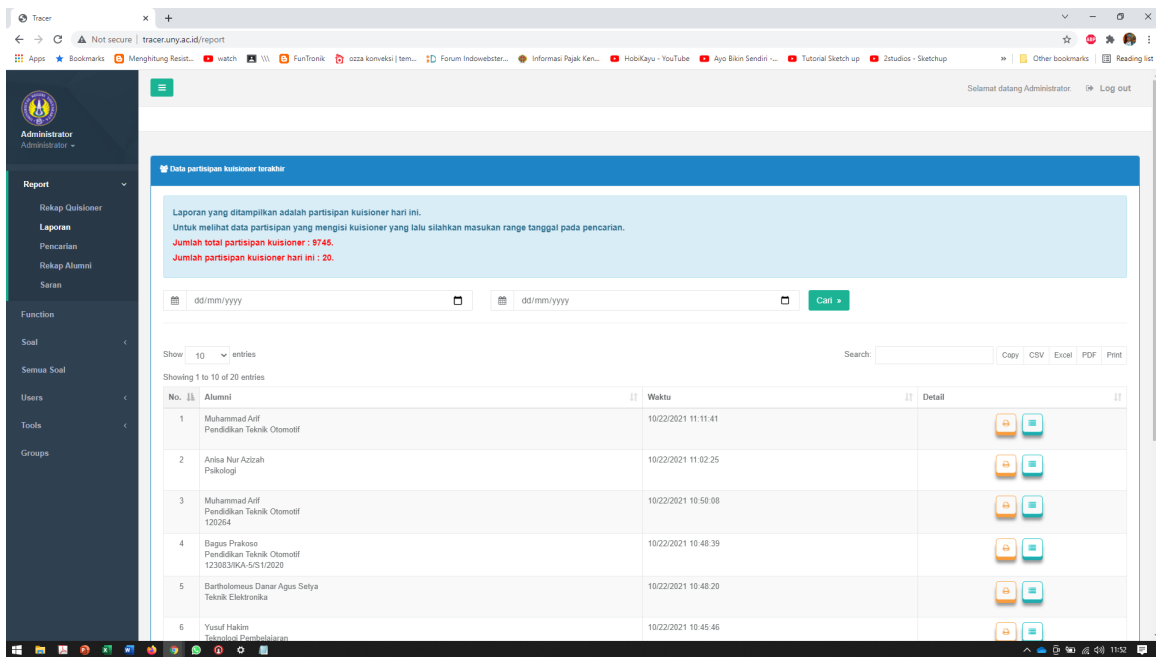 Tracer
Not secure | tracer.uny.ac.id/report
Apps Bookmarks Menghitung Resist... watch \\\ FunTronik ozza konveksi | tem... Forum Indowebster... Informasi Pajak Ken... HobiKayu - YouTube Ayo Bikin Sendiri -... Tutorial Sketch up 2studios - Sketchup » Other bookmarks Reading list
Selamat datang Administrator. Log out
Administrator
Administrator
Report
Rekap Quisioner
Laporan
Pencarian
Rekap Alumni
Saran
Function
Soal
Semua Soal
Users
Tools
Groups
Data partisipan kuisioner terakhir
Laporan yang ditampilkan adalah partisipan kuisioner hari ini.
Untuk melihat data partisipan yang mengisi kuisioner yang lalu silahkan masukan range tanggal pada pencarian.
Jumlah total partisipan kuisioner : 9745.
Jumlah partisipan kuisioner hari ini : 20.
dd/mm/yyyy dd/mm/yyyy Cari »
Show 10 entries Search: Copy CSV Excel PDF Print
Showing 1 to 10 of 20 entries
No. Alumni Waktu Detail
1 Muhammad Arif 10/22/2021 11:11:41
Pendidikan Teknik Otomotif
2 Anisa Nur Azizah 10/22/2021 11:02:25
Psikologi
3 Muhammad Arif 10/22/2021 10:50:08
Pendidikan Teknik Otomotif
120264
4 Bagus Prakoso 10/22/2021 10:48:39
Pendidikan Teknik Otomotif
123083/IKA-5/S1/2020
5 Bartholomeus Danar Agus Setya 10/22/2021 10:48:20
Teknik Elektronika
6 Yusuf Hakim 10/22/2021 10:45:46
Teknologi Pembelajaran
11:52